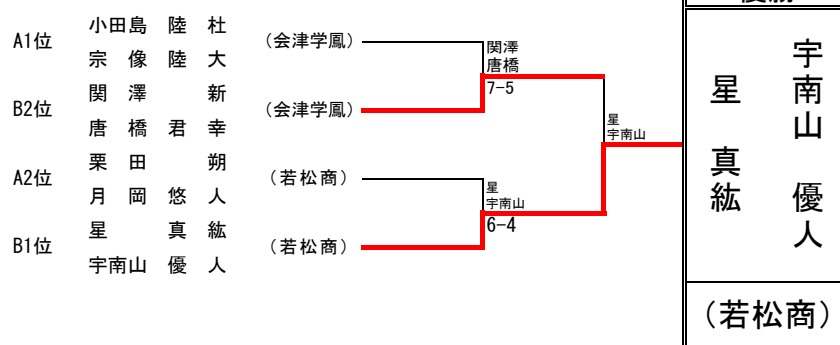 小田島 陸 杜
A1位
(会津学鳳)
宗 像 陸 大
関 澤 新
B2位
(会津学鳳)
唐 橋 君 幸
栗 田 朔
A2位
(若松商)
月 岡 悠 人
星 真 紘
B1位
(若松商)
宇南山 優 人
関澤
唐橋
7-5
星
宇南山
6-4
星
宇南山
宇南山 優人
星 真紘
(若松商)